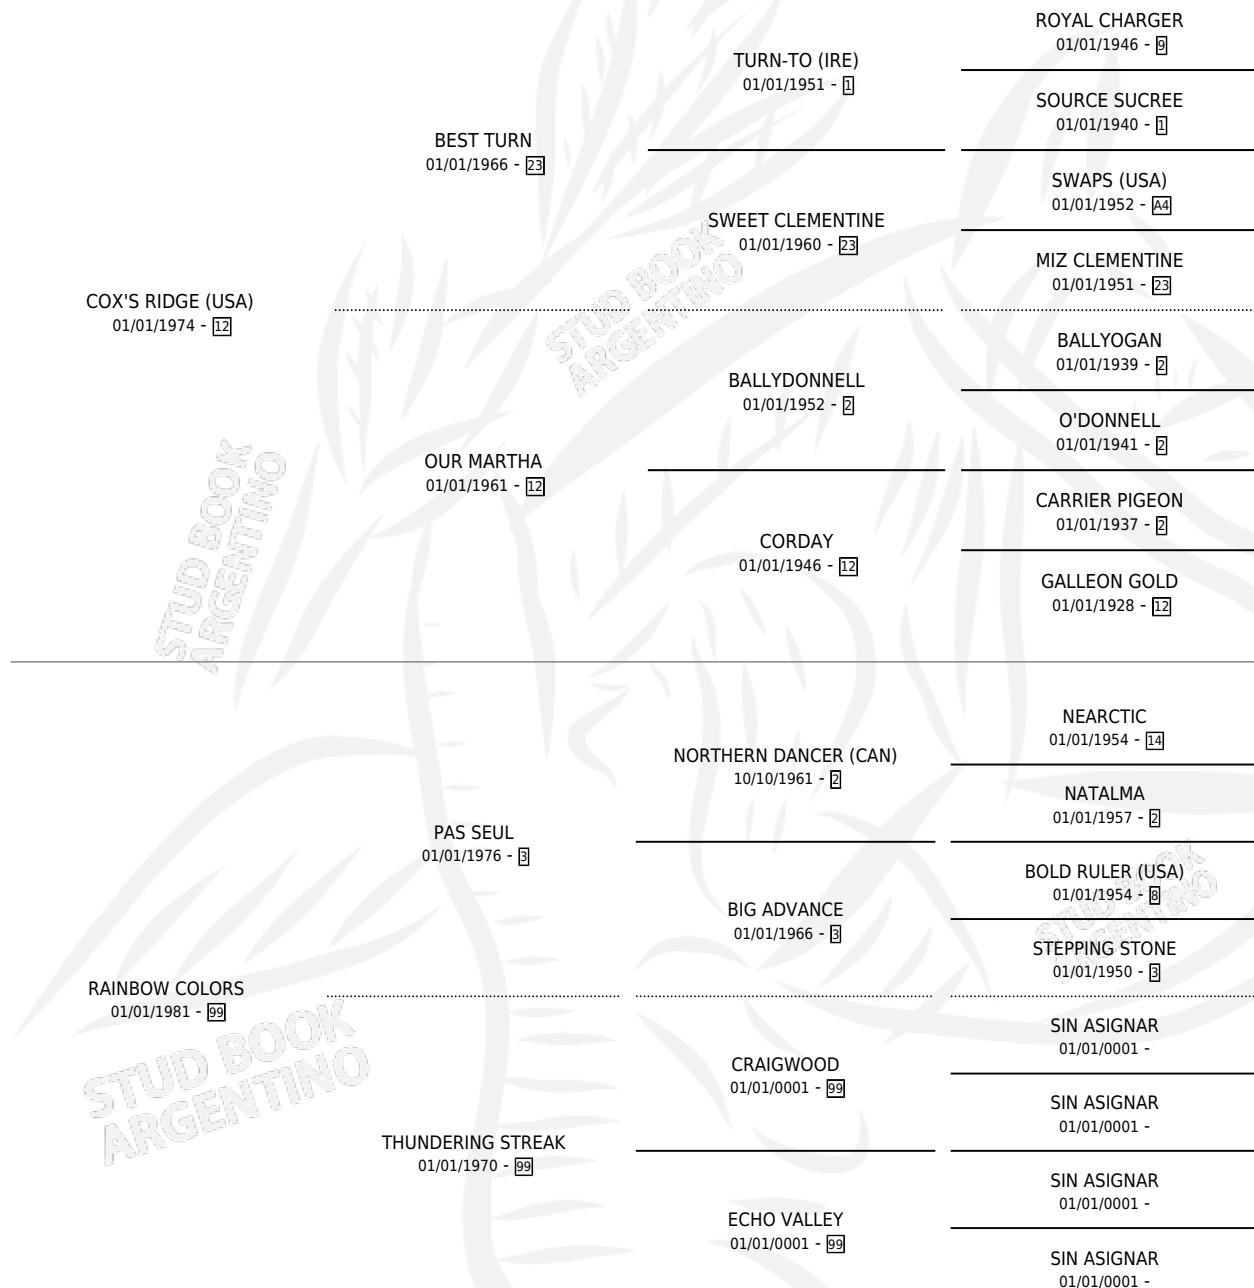 ROYAL CHARGER
01/01/1946 - 9
TURN-TO (IRE)
01/01/1951 - 1
SOURCE SUCREE
01/01/1940 - 1
BEST TURN
01/01/1966 - 23
SWAPS (USA)
01/01/1952 - A4
SWEET CLEMENTINE
01/01/1960 - 23
MIZ CLEMENTINE
01/01/1951 - 23
STUD BOOK
ARGENTINO
COX'S RIDGE (USA)
01/01/1974 - 12
BALLYOGAN
01/01/1939 - 2
BALLYDONNELL
01/01/1952 - 2
O'DONNELL
01/01/1941 - 2
OUR MARTHA
01/01/1961 - 12
CARRIER PIGEON
01/01/1937 - 2
CORDAY
01/01/1946 - 12
GALLEON GOLD
01/01/1928 - 12
STUD BOOK
ARGENTINO
NEARCTIC
01/01/1954 - 14
NORTHERN DANCER (CAN)
10/10/1961 - 2
NATALMA
01/01/1957 - 2
PAS SEUL
01/01/1976 - 3
BOLD RULER (USA)
01/01/1954 - 8
BIG ADVANCE
01/01/1966 - 3
STEPPING STONE
01/01/1950 - 3
STUD BOOK
ARGENTINO
RAINBOW COLORS
01/01/1981 - 99
SIN ASIGNAR
01/01/0001 -
CRAIGWOOD
01/01/0001 - 99
SIN ASIGNAR
01/01/0001 -
STUD BOOK
ARGENTINO
THUNDERING STREAK
01/01/1970 - 99
SIN ASIGNAR
01/01/0001 -
ECHO VALLEY
01/01/0001 - 99
SIN ASIGNAR
01/01/0001 -